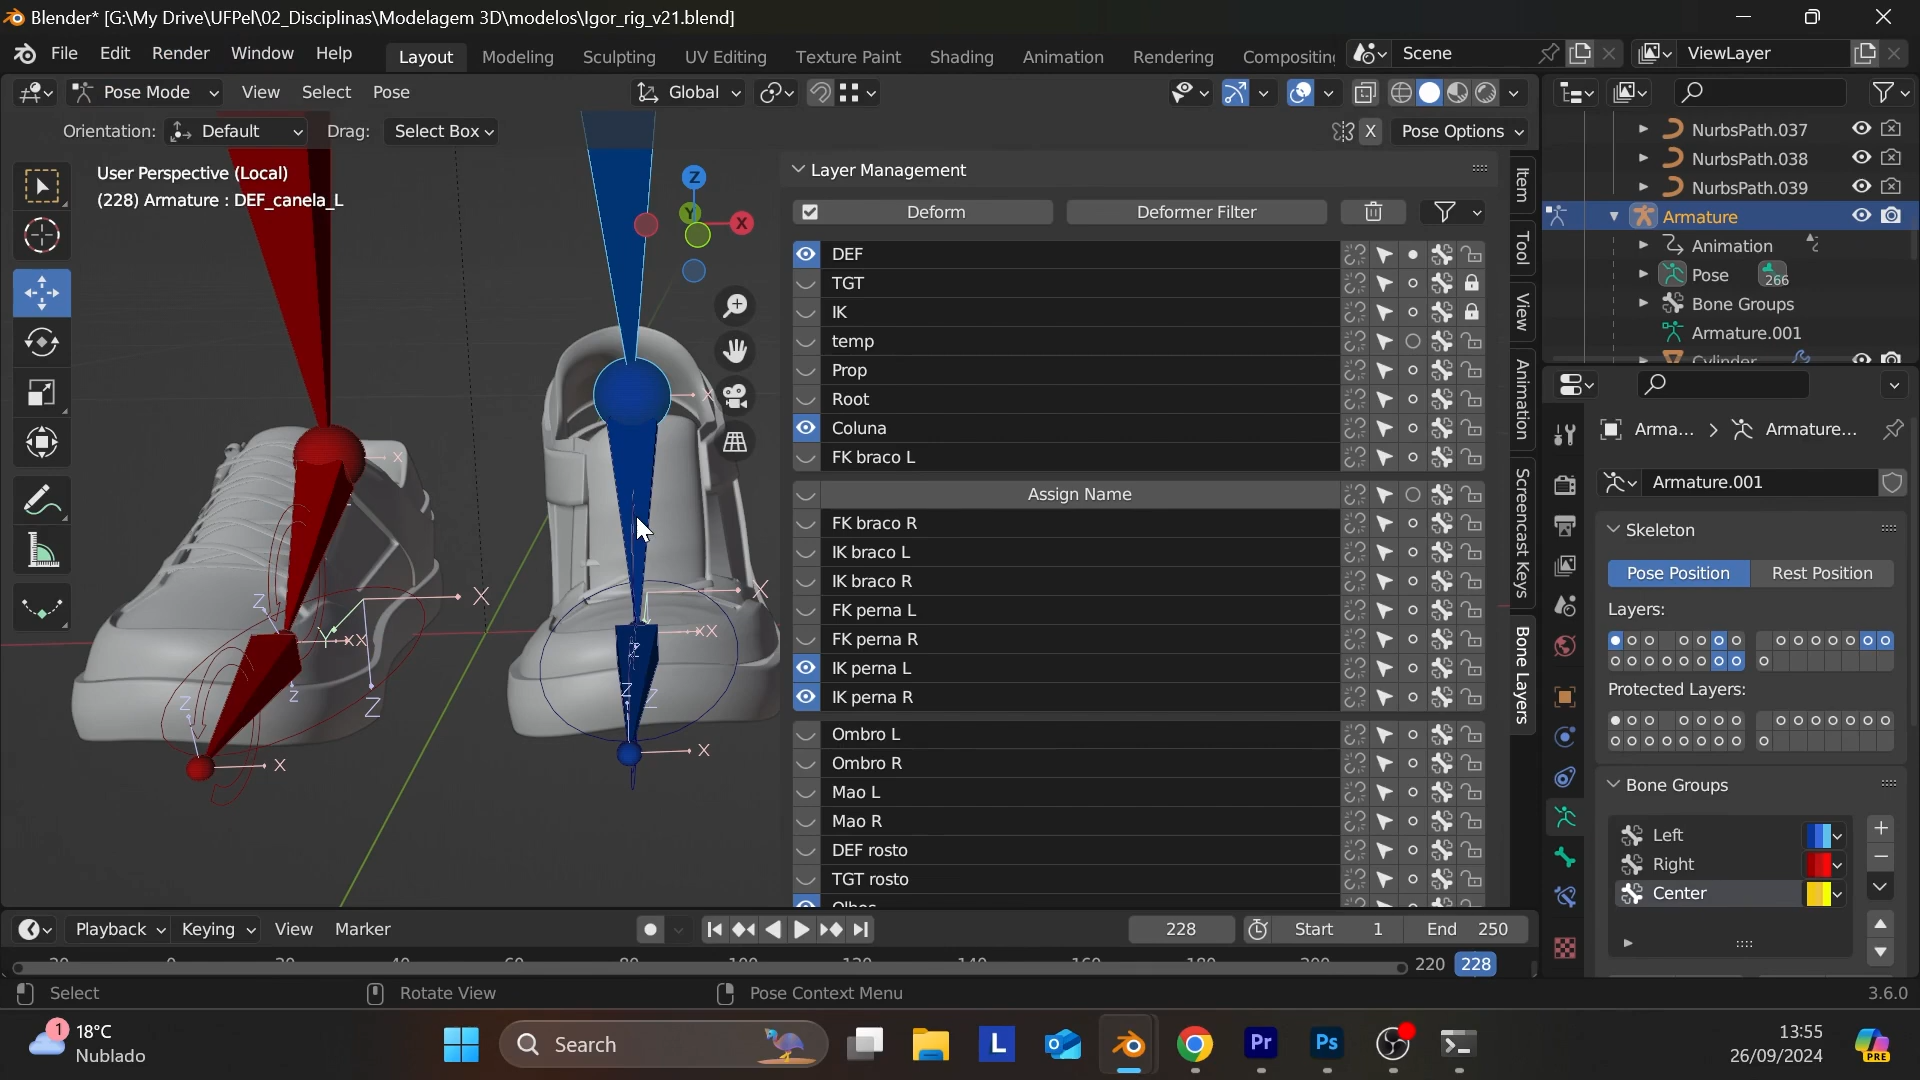 Blender* [G:\My Drive\UFPel\02_Disciplinas\Modelagem 3D\modelos\Igor_rig_v21.blend]
File Edit Render Window Help Layout Modeling Sculpting UV Editing Texture Paint Shading Animation Rendering Compositing Scene ViewLayer
Pose Mode View Select Pose Global
Orientation: Default Drag: Select Box X Pose Options
User Perspective (Local)
(228) Armature : DEF_canela_L
Z
Y
X
Layer Management
Deform Deformer Filter
DEF
TGT
IK
temp
Prop
Root
Coluna
FK braco L
Assign Name
FK braco R
IK braco L
IK braco R
FK perna L
FK perna R
IK perna L
IK perna R
Ombro L
Ombro R
Mao L
Mao R
DEF rosto
TGT rosto
Item
Tool
View
Animation
Screencast Keys
Bone Layers
NurbsPath.037
NurbsPath.038
NurbsPath.039
Armature
Animation
Pose 266
Bone Groups
Armature.001
Cylinder
Arma... Armature...
Armature.001
Skeleton
Pose Position Rest Position
Layers:
Protected Layers:
Bone Groups
Left
Right
Center
Playback Keying View Marker 228 Start 1 End 250
220 228
Select Rotate View Pose Context Menu 3.6.0
1 18°C
Nublado
Search
L
Pr
Ps
13:55
26/09/2024
PRE